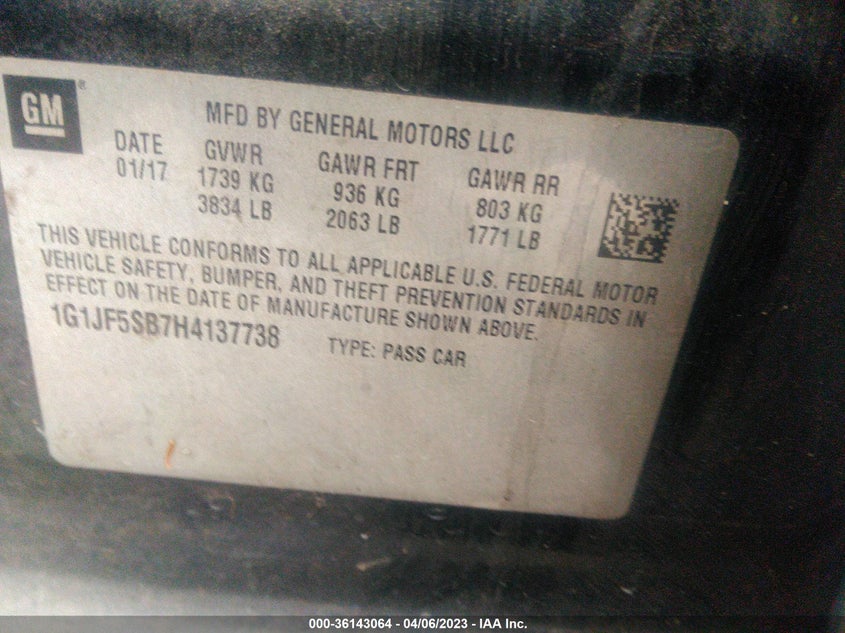 GM®
MFD BY GENERAL MOTORS LLC
DATE GVWR GAWR FRT GAWR RR
01/17 1739 KG 936 KG 803 KG
3834 LB 2063 LB 1771 LB
THIS VEHICLE CONFORMS TO ALL APPLICABLE U.S. FEDERAL MOTOR
VEHICLE SAFETY, BUMPER, AND THEFT PREVENTION STANDARDS IN
EFFECT ON THE DATE OF MANUFACTURE SHOWN ABOVE.
1G1JF5SB7H4137738 TYPE: PASS CAR
000-36143064 - 04/06/2023 - IAA Inc.